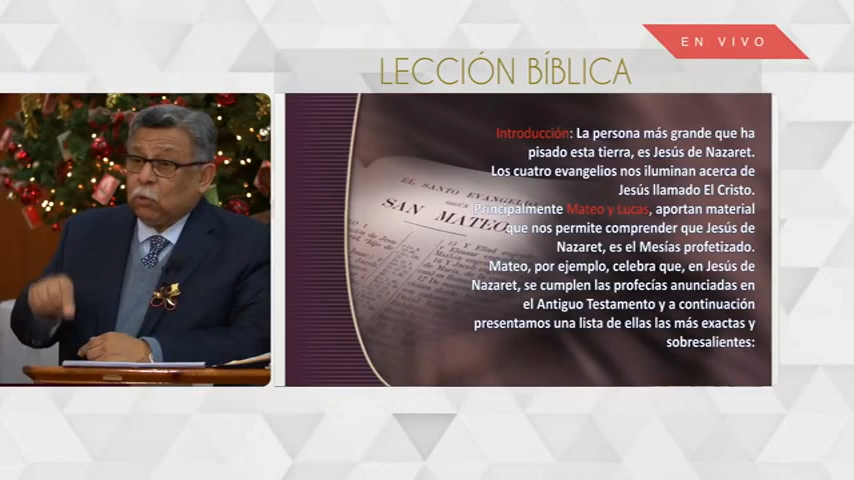 EN VIVO
LECCIÓN BÍBLICA
Introducción: La persona más grande que ha
pisado esta tierra, es Jesús de Nazaret.
Los cuatro evangelios nos iluminan acerca de
Jesús llamado El Cristo.
Principalmente Mateo y Lucas, aportan material
que nos permite comprender que Jesús de
Nazaret, es el Mesías profetizado.
Mateo, por ejemplo, celebra que, en Jesús de
Nazaret, se cumplen las profecías anunciadas en
el Antiguo Testamento y a continuación
presentamos una lista de ellas las más exactas y
sobresalientes:
EL SANTO EVANGELIO
SAN MATEO